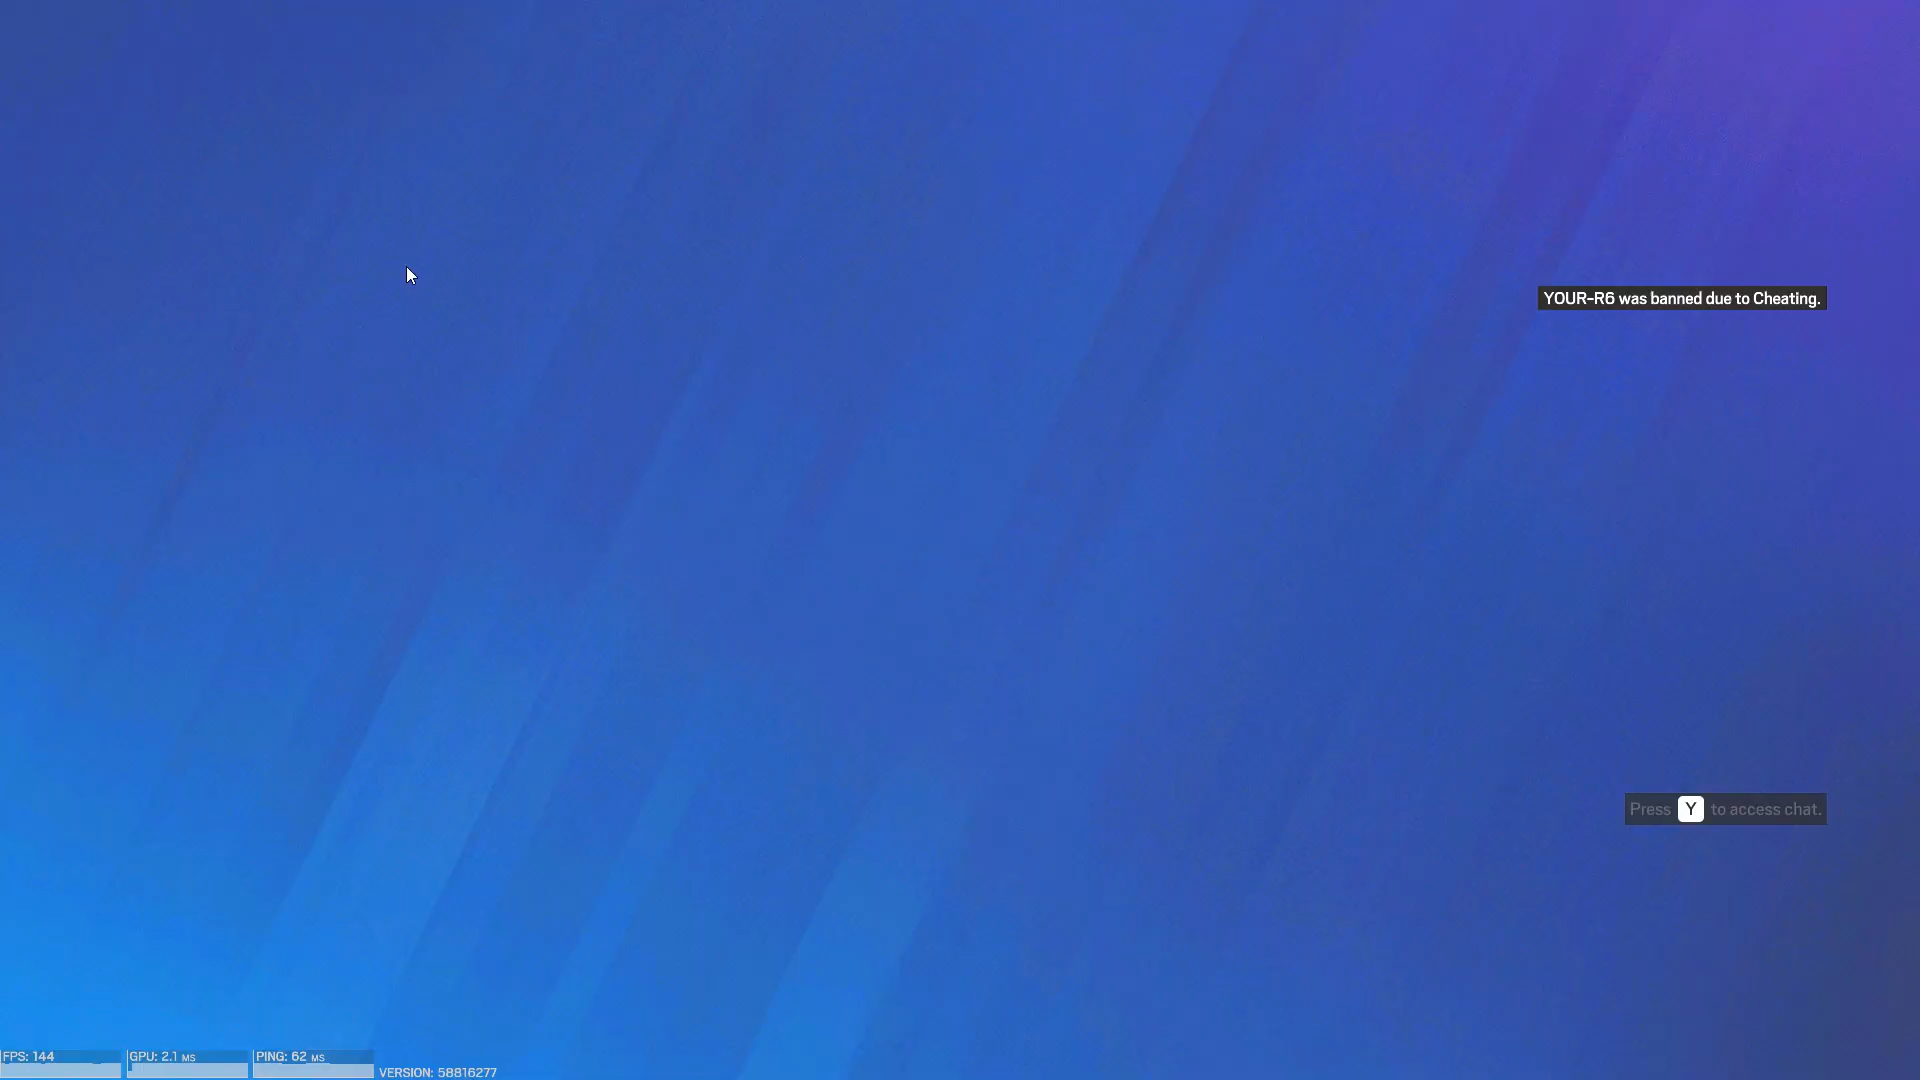 YOUR-R6 was banned due to Cheating.
Press Y to access chat.
FPS: 144
GPU: 2.1 MS
PING: 62 MS
VERSION: 58816277